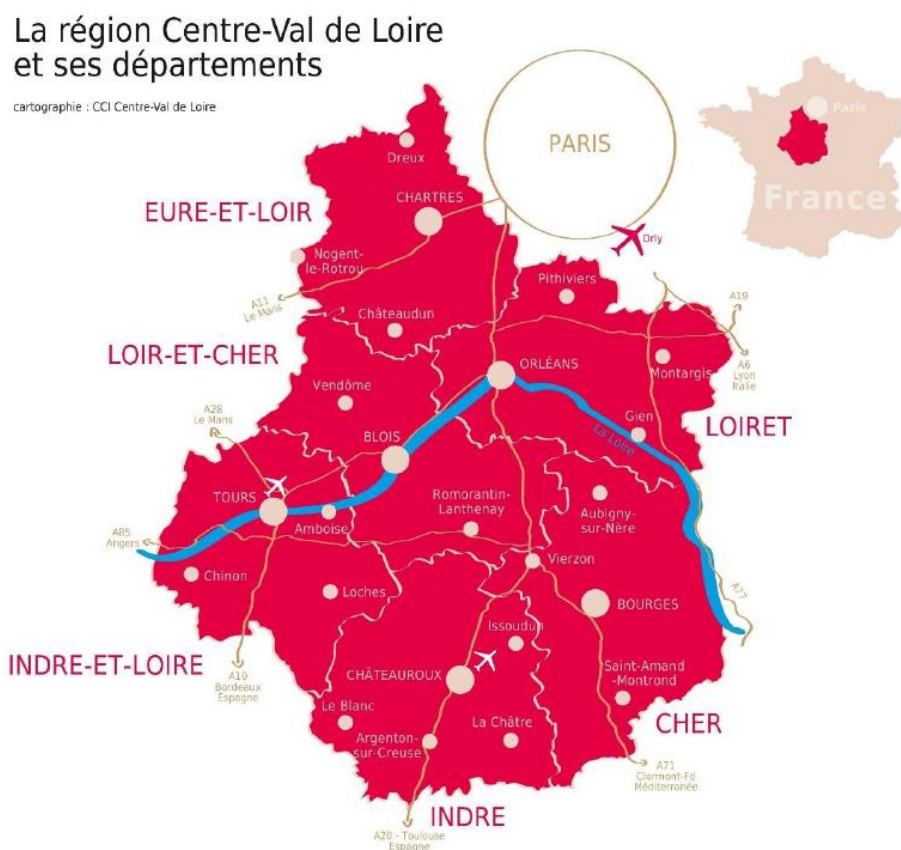 La région Centre-Val de Loire
et ses départements
cartographie : CCI Centre-Val de Loire
PARIS
Paris
France
Orly
Dreux
CHARTRES
EURE-ET-LOIR
Nogent-
le-Rotrou
A11
Le Mans
Pithiviers
Châteaudun
A19
LOIR-ET-CHER
ORLÉANS
A6
Lyon
Italie
Montargis
Vendôme
A28
Le Mans
Gien
La Loire
LOIRET
BLOIS
TOURS
Amboise
Romorantin-
Lanthenay
Aubigny-
sur-Nère
A85
Angers
Chinon
Loches
Vierzon
BOURGES
A77
Issoudun
INDRE-ET-LOIRE
A10
Bordeaux
Espagne
CHÂTEAUROUX
Saint-Amand
-Montrond
Le Blanc
La Châtre
Argenton-
sur-Creuse
CHER
A71
Clermont-Fd
Méditerranée
INDRE
A20 - Toulouse
Espagne